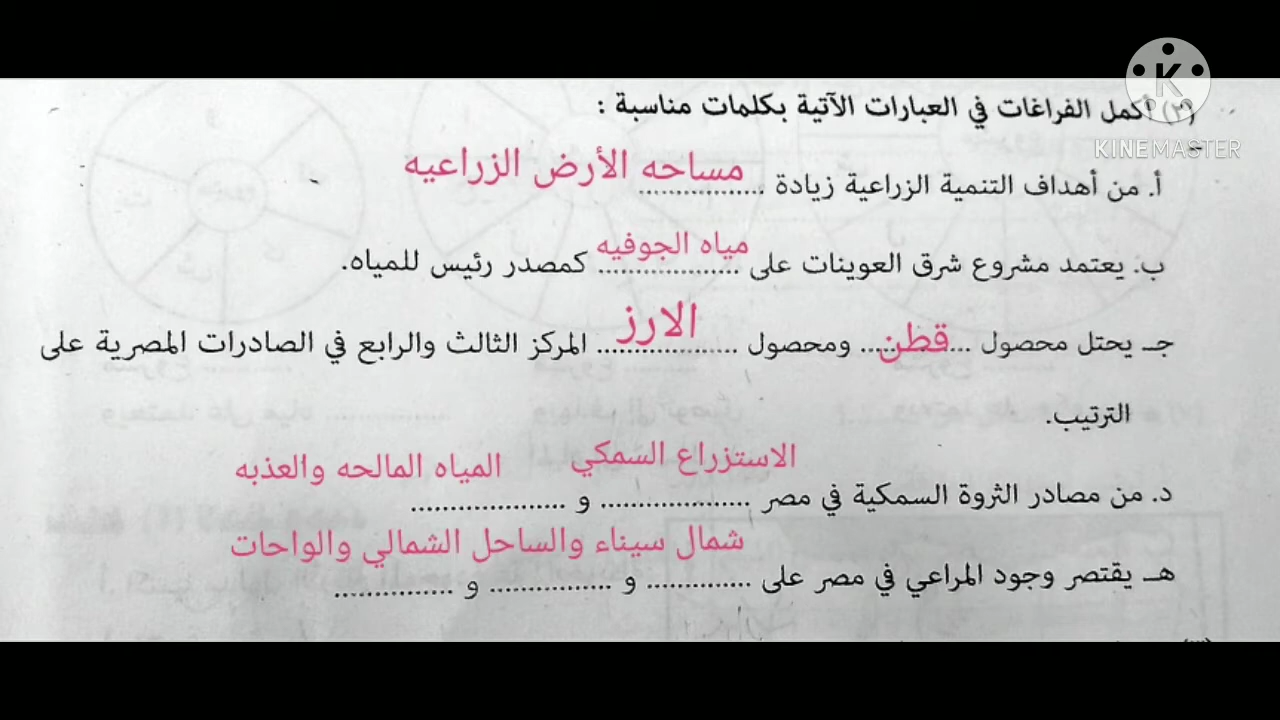 (٢) أكمل الفراغات في العبارات الآتية بكلمات مناسبة :
KINEMASTER
أ. من أهداف التنمية الزراعية زيادة ................ مساحه الأرض الزراعيه
ب. يعتمد مشروع شرق العوينات على .................. مياه الجوفيه كمصدر رئيس للمياه.
جـ يحتل محصول .............. قطن ومحصول .................. الارز المركز الثالث والرابع في الصادرات المصرية على
الترتيب.
الاستزراع السمكي المياه المالحه والعذبه
د. من مصادر الثروة السمكية في مصر ................... و ....................
شمال سيناء والساحل الشمالي والواحات
هـ يقتصر وجود المراعي في مصر على .............. و ................ و ................